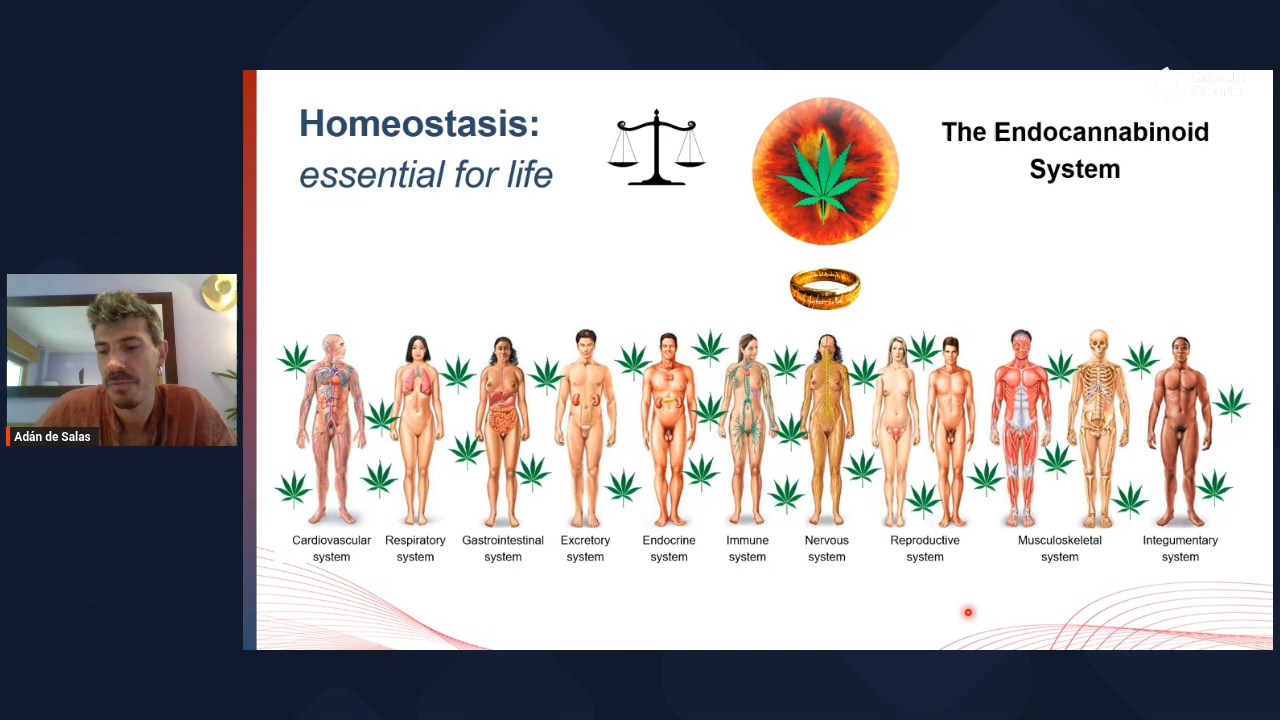 Homeostasis:
essential for life
The Endocannabinoid
System
Adán de Salas
Cardiovascular
system
Respiratory
system
Gastrointestinal
system
Excretory
system
Endocrine
system
Immune
system
Nervous
system
Reproductive
system
Musculoskeletal
system
Integumentary
system